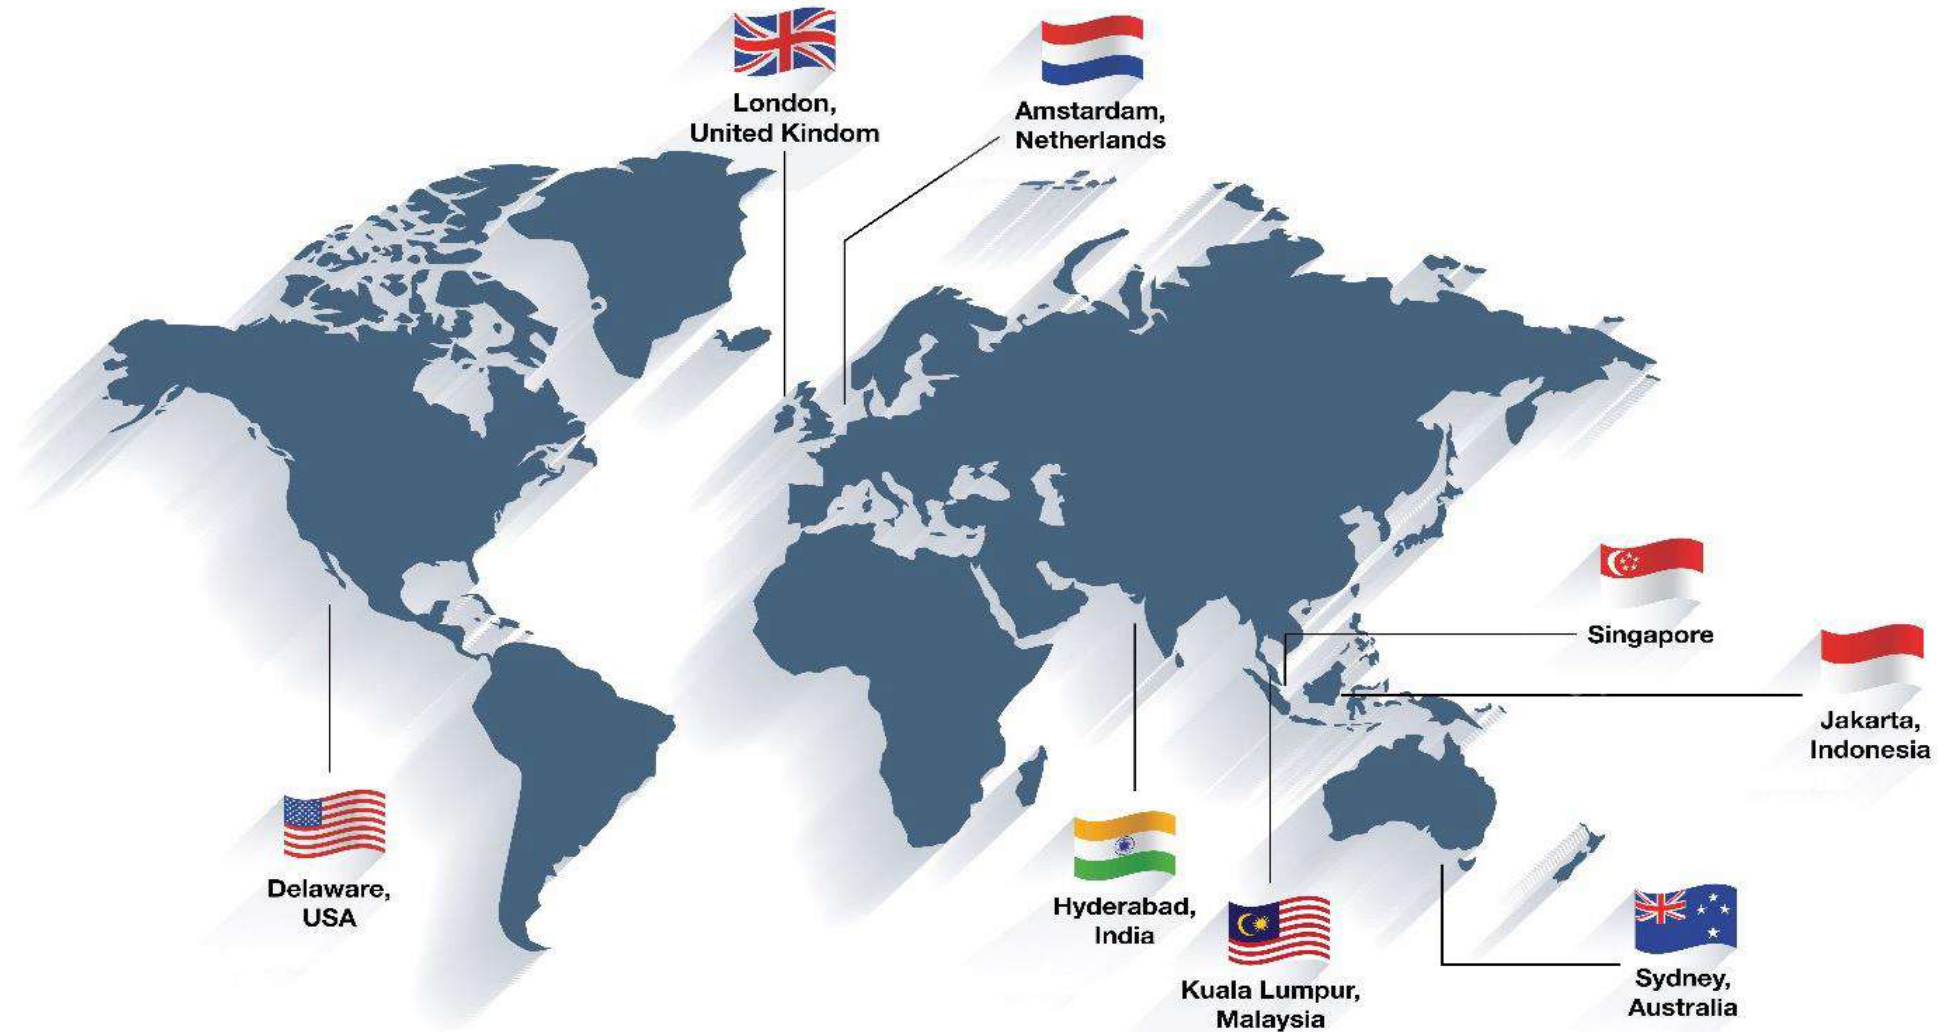 London,
United Kindom
Amstardam,
Netherlands
Singapore
Jakarta,
Indonesia
Delaware,
USA
Hyderabad,
India
Kuala Lumpur,
Malaysia
Sydney,
Australia